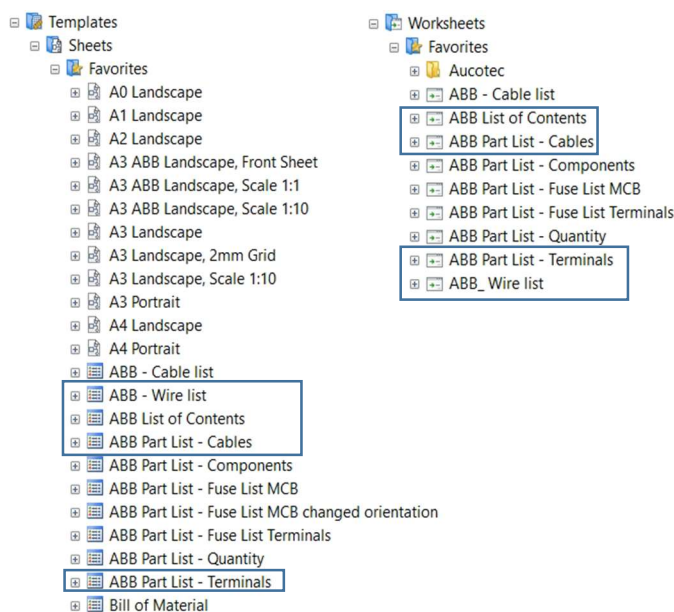 Templates
Sheets
Favorites
A0 Landscape
A1 Landscape
A2 Landscape
A3 ABB Landscape, Front Sheet
A3 ABB Landscape, Scale 1:1
A3 ABB Landscape, Scale 1:10
A3 Landscape
A3 Landscape, 2mm Grid
A3 Landscape, Scale 1:10
A3 Portrait
A4 Landscape
A4 Portrait
ABB - Cable list
ABB - Wire list
ABB List of Contents
ABB Part List - Cables
ABB Part List - Components
ABB Part List - Fuse List MCB
ABB Part List - Fuse List MCB changed orientation
ABB Part List - Fuse List Terminals
ABB Part List - Quantity
ABB Part List - Terminals
Bill of Material
Worksheets
Favorites
Aucotec
ABB - Cable list
ABB List of Contents
ABB Part List - Cables
ABB Part List - Components
ABB Part List - Fuse List MCB
ABB Part List - Fuse List Terminals
ABB Part List - Quantity
ABB Part List - Terminals
ABB_ Wire list